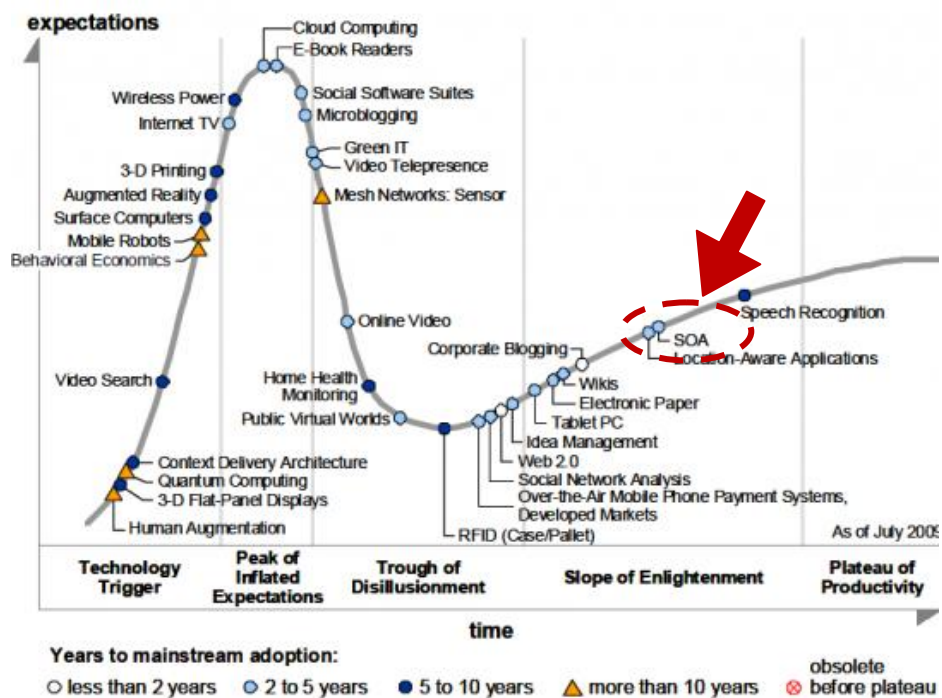 expectations
Cloud Computing
E-Book Readers
Wireless Power
Social Software Suites
Internet TV
Microblogging
Green IT
3-D Printing
Video Telepresence
Augmented Reality
Mesh Networks: Sensor
Surface Computers
Mobile Robots
Behavioral Economics
Speech Recognition
Online Video
SOA
Corporate Blogging
Location-Aware Applications
Video Search
Home Health
Monitoring
Wikis
Electronic Paper
Public Virtual Worlds
Tablet PC
Idea Management
Web 2.0
Context Delivery Architecture
Social Network Analysis
Quantum Computing
Over-the-Air Mobile Phone Payment Systems,
Developed Markets
3-D Flat-Panel Displays
Human Augmentation
RFID (Case/Pallet)
As of July 2009
Technology
Trigger
Peak of
Inflated
Expectations
Trough of
Disillusionment
Slope of Enlightenment
Plateau of
Productivity
time
Years to mainstream adoption:
less than 2 years
2 to 5 years
5 to 10 years
more than 10 years
obsolete
before plateau